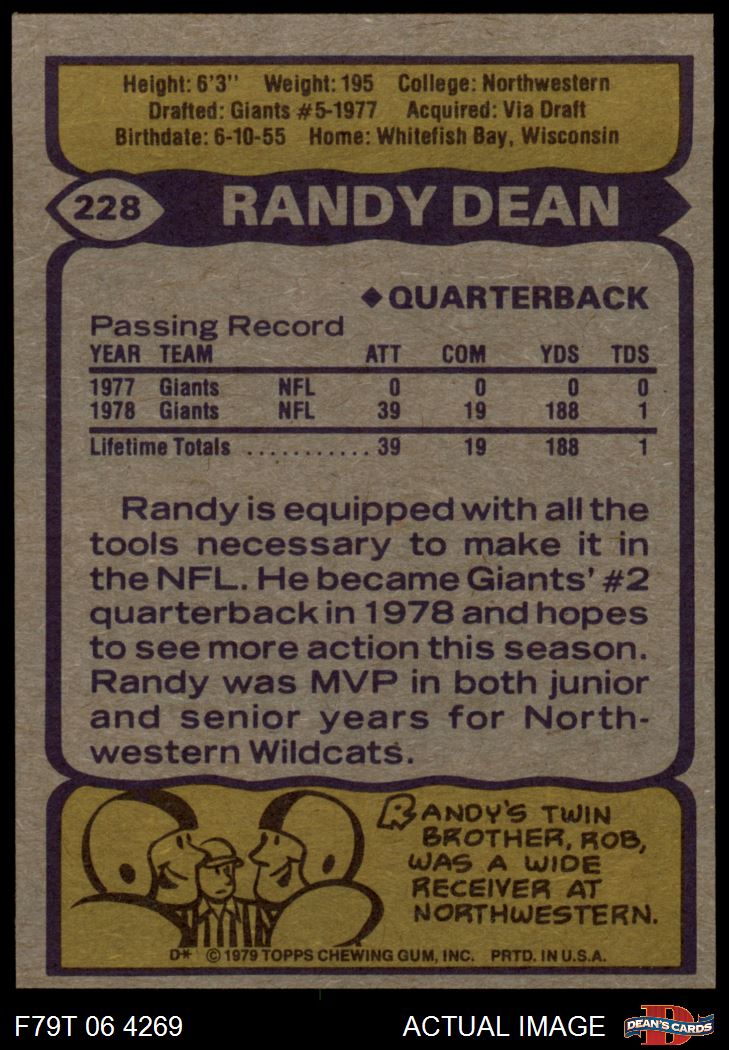 Height: 6'3" Weight: 195 College: Northwestern
Drafted: Giants #5-1977 Acquired: Via Draft
Birthdate: 6-10-55 Home: Whitefish Bay, Wisconsin
228 RANDY DEAN
◆QUARTERBACK
Passing Record
YEAR TEAM ATT COM YDS TDS
1977 Giants NFL 0 0 0 0
1978 Giants NFL 39 19 188 1
Lifetime Totals ........... 39 19 188 1
Randy is equipped with all the
tools necessary to make it in
the NFL. He became Giants' #2
quarterback in 1978 and hopes
to see more action this season.
Randy was MVP in both junior
and senior years for North-
western Wildcats.
RANDY'S TWIN
BROTHER, ROB,
WAS A WIDE
RECEIVER AT
NORTHWESTERN.
D* © 1979 TOPPS CHEWING GUM, INC. PRTD. IN U.S.A.
F79T 06 4269 ACTUAL IMAGE D DEAN'S CARDS